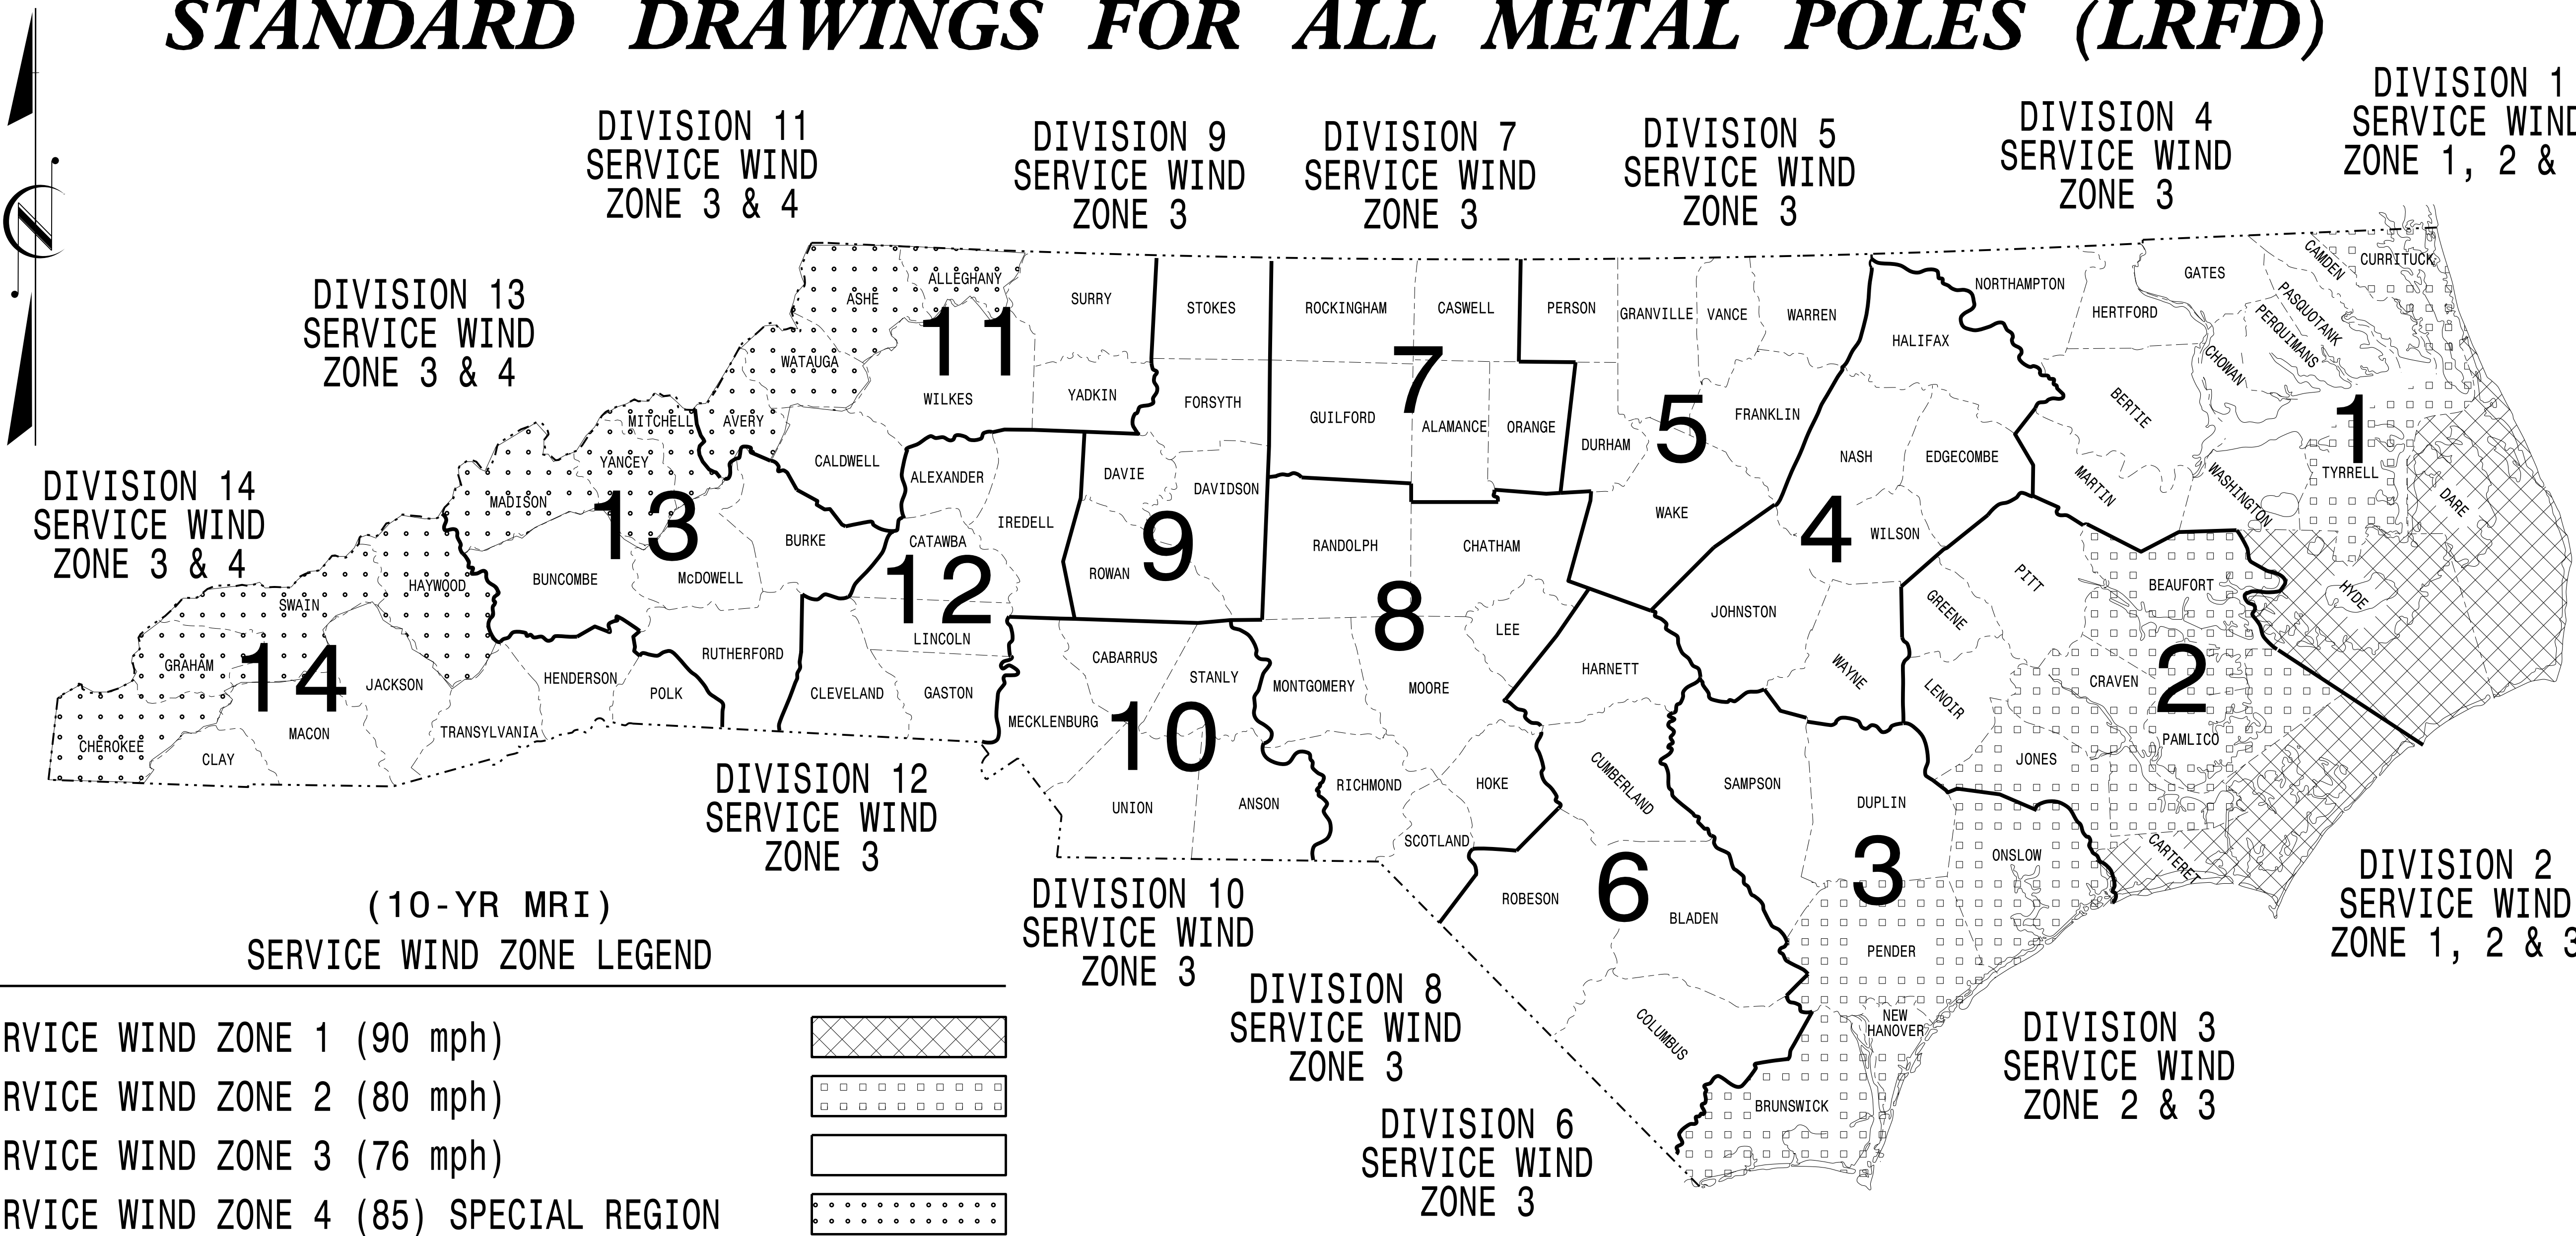 STANDARD DRAWINGS FOR ALL METAL POLES (LRFD)
DIVISION 1
SERVICE WIND
ZONE 1, 2 &
DIVISION 4
SERVICE WIND
ZONE 3
DIVISION 5
SERVICE WIND
ZONE 3
DIVISION 7
SERVICE WIND
ZONE 3
DIVISION 9
SERVICE WIND
ZONE 3
DIVISION 11
SERVICE WIND
ZONE 3 & 4
DIVISION 13
SERVICE WIND
ZONE 3 & 4
DIVISION 14
SERVICE WIND
ZONE 3 & 4
N
ALLEGHANY
ASHE
SURRY
11
WATAUGA
WILKES
YADKIN
MITCHELL
AVERY
CALDWELL
YANCEY
MADISON
13
BURKE
BUNCOMBE
McDOWELL
RUTHERFORD
POLK
HAYWOOD
SWAIN
GRAHAM
14
JACKSON
HENDERSON
CHEROKEE
MACON
CLAY
TRANSYLVANIA
ALEXANDER
IREDELL
CATAWBA
12
LINCOLN
CLEVELAND
GASTON
STOKES
FORSYTH
DAVIE
DAVIDSON
9
ROWAN
CABARRUS
STANLY
MECKLENBURG
10
UNION
ANSON
ROCKINGHAM
CASWELL
7
GUILFORD
ALAMANCE
ORANGE
RANDOLPH
CHATHAM
8
LEE
MONTGOMERY
MOORE
RICHMOND
HOKE
SCOTLAND
PERSON
GRANVILLE
VANCE
WARREN
5
FRANKLIN
DURHAM
WAKE
HARNETT
CUMBERLAND
6
ROBESON
BLADEN
COLUMBUS
HALIFAX
NASH
EDGECOMBE
4
WILSON
JOHNSTON
WAYNE
SAMPSON
DUPLIN
3
ONSLOW
PENDER
NEW
HANOVER
BRUNSWICK
NORTHAMPTON
GATES
CAMDEN
CURRITUCK
HERTFORD
PASQUOTANK
PERQUIMANS
CHOWAN
BERTIE
1
MARTIN
WASHINGTON
TYRRELL
DARE
HYDE
PITT
BEAUFORT
GREENE
LENOIR
CRAVEN
2
PAMLICO
JONES
CARTERET
DIVISION 12
SERVICE WIND
ZONE 3
DIVISION 10
SERVICE WIND
ZONE 3
DIVISION 8
SERVICE WIND
ZONE 3
DIVISION 6
SERVICE WIND
ZONE 3
DIVISION 3
SERVICE WIND
ZONE 2 & 3
DIVISION 2
SERVICE WIND
ZONE 1, 2 & 3
(10-YR MRI)
SERVICE WIND ZONE LEGEND
RVICE WIND ZONE 1 (90 mph)
RVICE WIND ZONE 2 (80 mph)
RVICE WIND ZONE 3 (76 mph)
RVICE WIND ZONE 4 (85) SPECIAL REGION